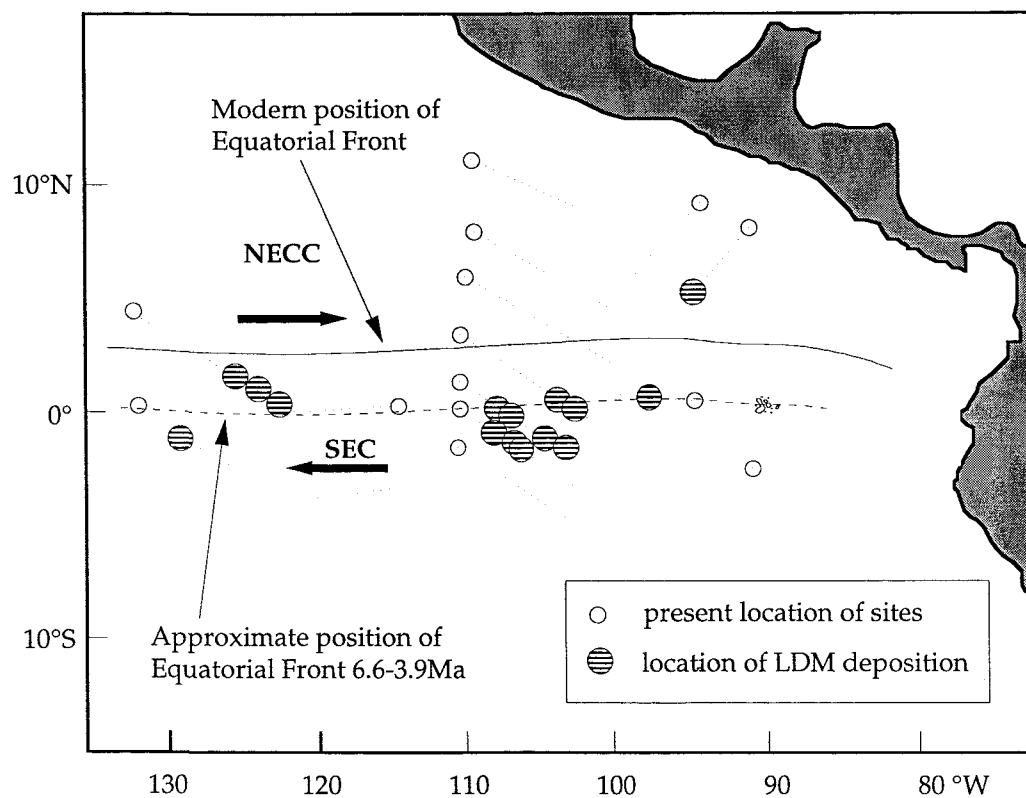 Modern position of
Equatorial Front
10°N
NECC
0°
SEC
10°S
Approximate position of
Equatorial Front 6.6-3.9Ma
present location of sites
location of LDM deposition
130 120 110 100 90 80 °W